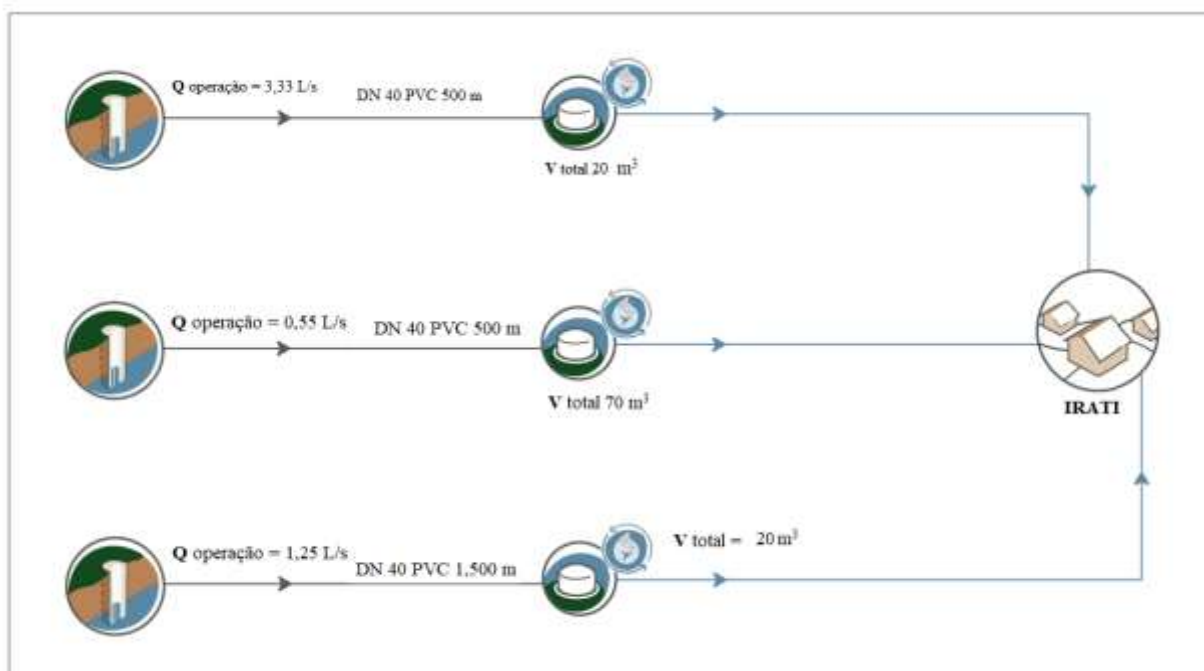 Q operação = 3,33 L/s
DN 40 PVC 500 m
V total 20 m³
Q operação = 0,55 L/s
DN 40 PVC 500 m
V total 70 m³
IRATI
Q operação = 1,25 L/s
DN 40 PVC 1,500 m
V total = 20 m³